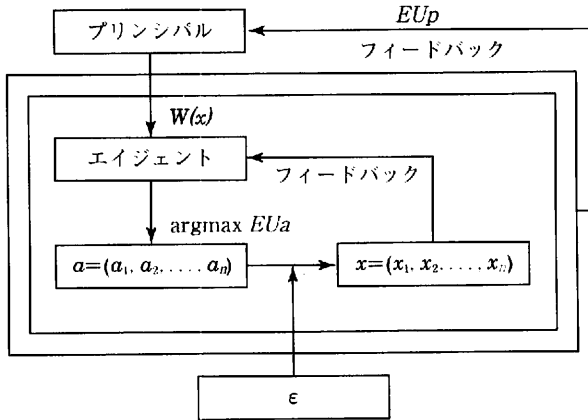 プリンシパル
EUp
フィードバック
W(x)
エイジェント
フィードバック
argmax EUa
a=(a₁, a₂. . . . , aₙ)
x=(x₁, x₂. . . . , xₙ)
ε